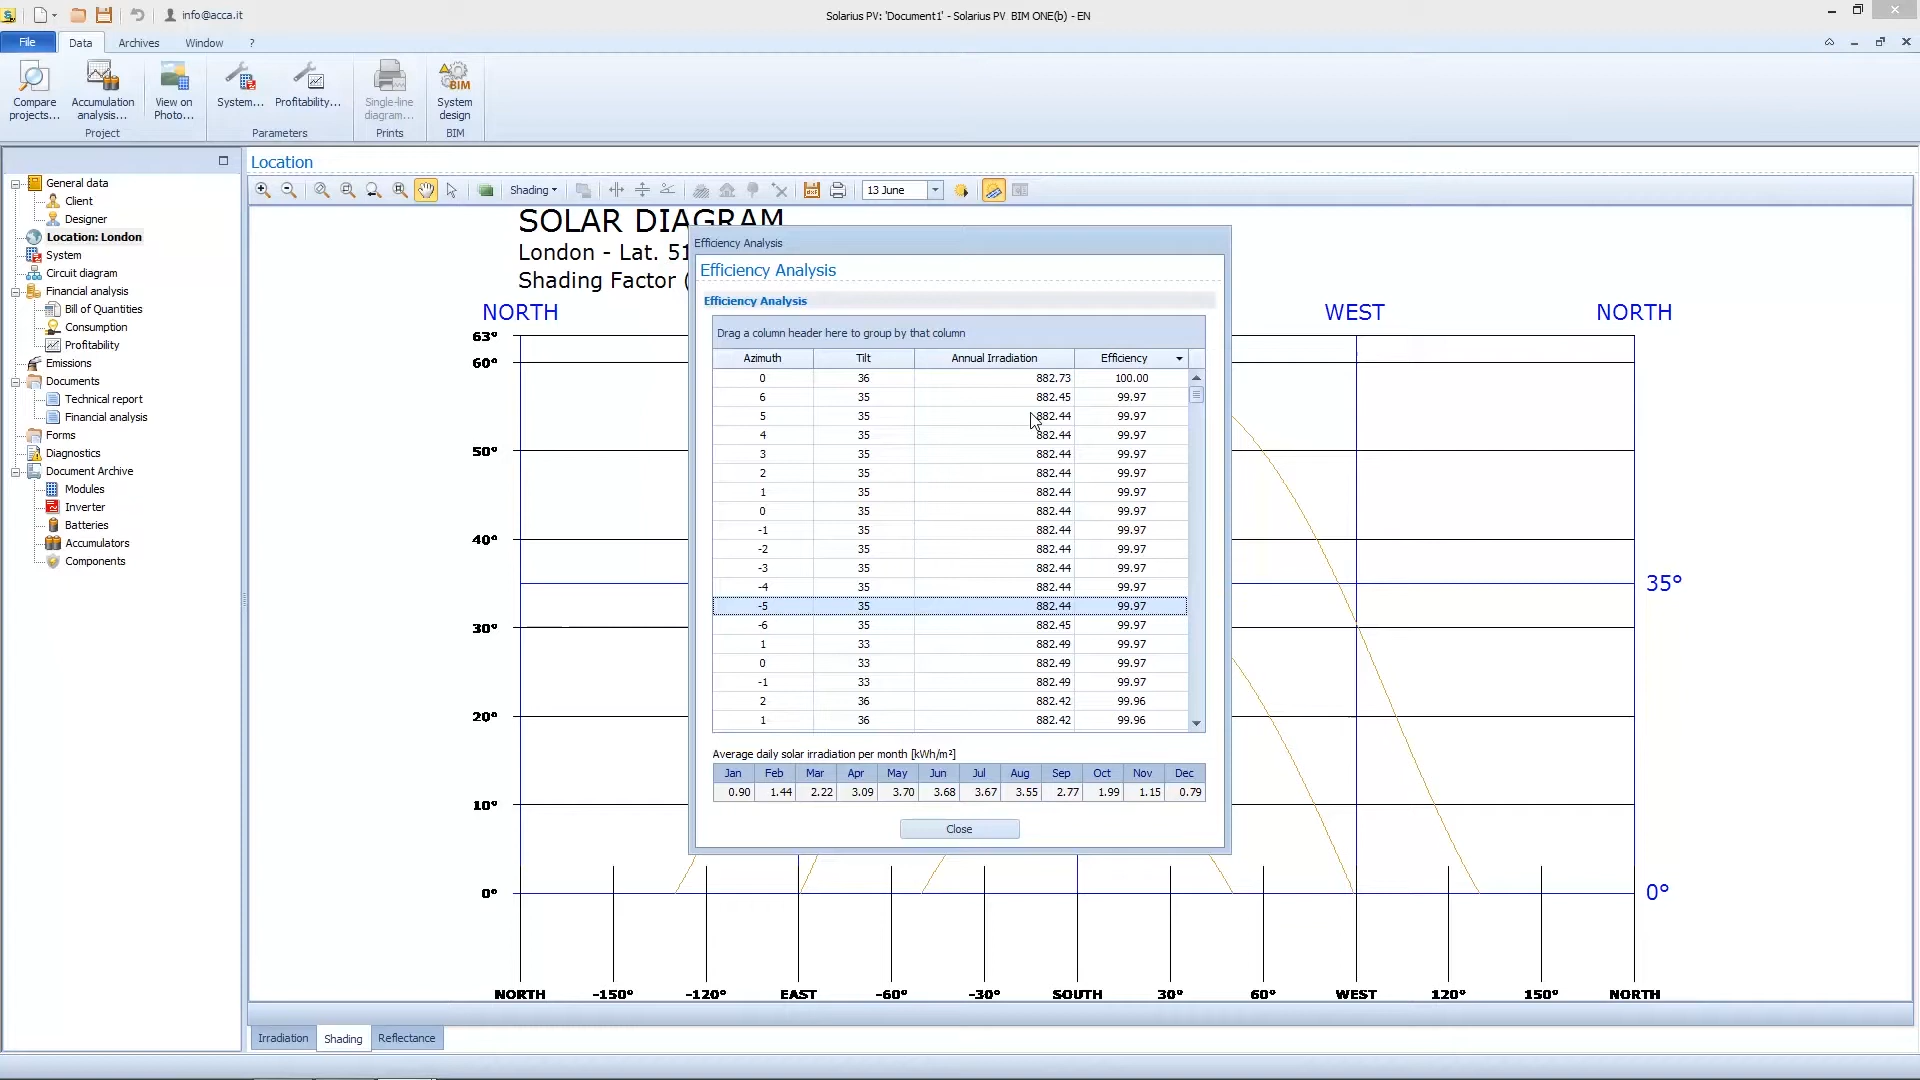 info@acca.it
Solarius PV: 'Document1' - Solarius PV BIM ONE(b) - EN
File Data Archives Window ?
Compare projects...
Accumulation analysis...
View on Photo...
System...
Profitability...
Single-line diagram...
System design
Project
Parameters
Prints
BIM
General data
Client
Designer
Location: London
System
Circuit diagram
Financial analysis
Bill of Quantities
Consumption
Profitability
Emissions
Documents
Technical report
Financial analysis
Forms
Diagnostics
Document Archive
Modules
Inverter
Batteries
Accumulators
Components
Location
Shading
13 June
SOLAR DIAGRAM
London - Lat. 51
Shading Factor (
NORTH WEST NORTH
63°
60°
50°
40°
30°
20°
10°
0°
35°
0°
NORTH -150° -120° EAST -60° -30° SOUTH 30° 60° WEST 120° 150° NORTH
Efficiency Analysis
Efficiency Analysis
Efficiency Analysis
Drag a column header here to group by that column
Azimuth Tilt Annual Irradiation Efficiency
0 36 882.73 100.00
6 35 882.45 99.97
5 35 882.44 99.97
4 35 882.44 99.97
3 35 882.44 99.97
2 35 882.44 99.97
1 35 882.44 99.97
0 35 882.44 99.97
-1 35 882.44 99.97
-2 35 882.44 99.97
-3 35 882.44 99.97
-4 35 882.44 99.97
-5 35 882.44 99.97
-6 35 882.45 99.97
1 33 882.49 99.97
0 33 882.49 99.97
-1 33 882.49 99.97
2 36 882.42 99.96
1 36 882.42 99.96
Average daily solar irradiation per month [kWh/m²]
Jan Feb Mar Apr May Jun Jul Aug Sep Oct Nov Dec
0.90 1.44 2.22 3.09 3.70 3.68 3.67 3.55 2.77 1.99 1.15 0.79
Close
Irradiation Shading Reflectance